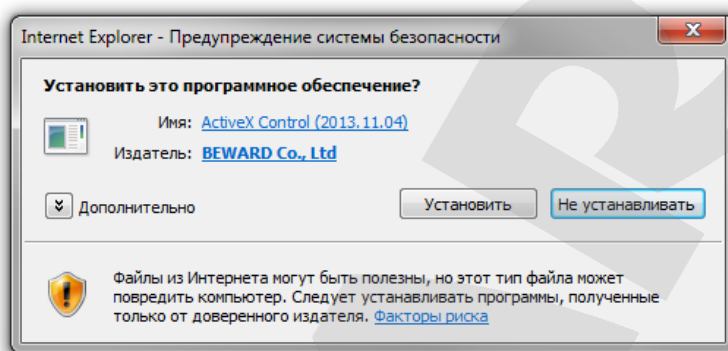 Internet Explorer - Предупреждение системы безопасности
Установить это программное обеспечение?
Имя: ActiveX Control (2013.11.04)
Издатель: BEWARD Co., Ltd
Дополнительно
Установить
Не устанавливать
Файлы из Интернета могут быть полезны, но этот тип файла может
повредить компьютер. Следует устанавливать программы, полученные
только от доверенного издателя. Факторы риска